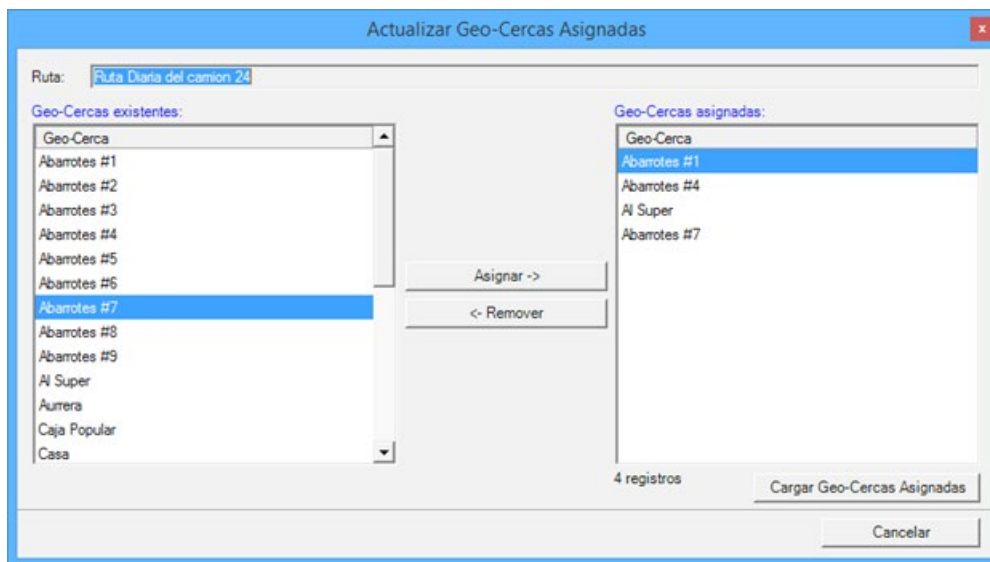 Actualizar Geo-Cercas Asignadas
x
Ruta: Ruta Diaria del camion 24
Geo-Cercas existentes:
Geo-Cerca
Abarrotes #1
Abarrotes #2
Abarrotes #3
Abarrotes #4
Abarrotes #5
Abarrotes #6
Abarrotes #7
Abarrotes #8
Abarrotes #9
Al Super
Aurrera
Caja Popular
Casa
Asignar ->
<- Remover
Geo-Cercas asignadas:
Geo-Cerca
Abarrotes #1
Abarrotes #4
Al Super
Abarrotes #7
4 registros
Cargar Geo-Cercas Asignadas
Cancelar